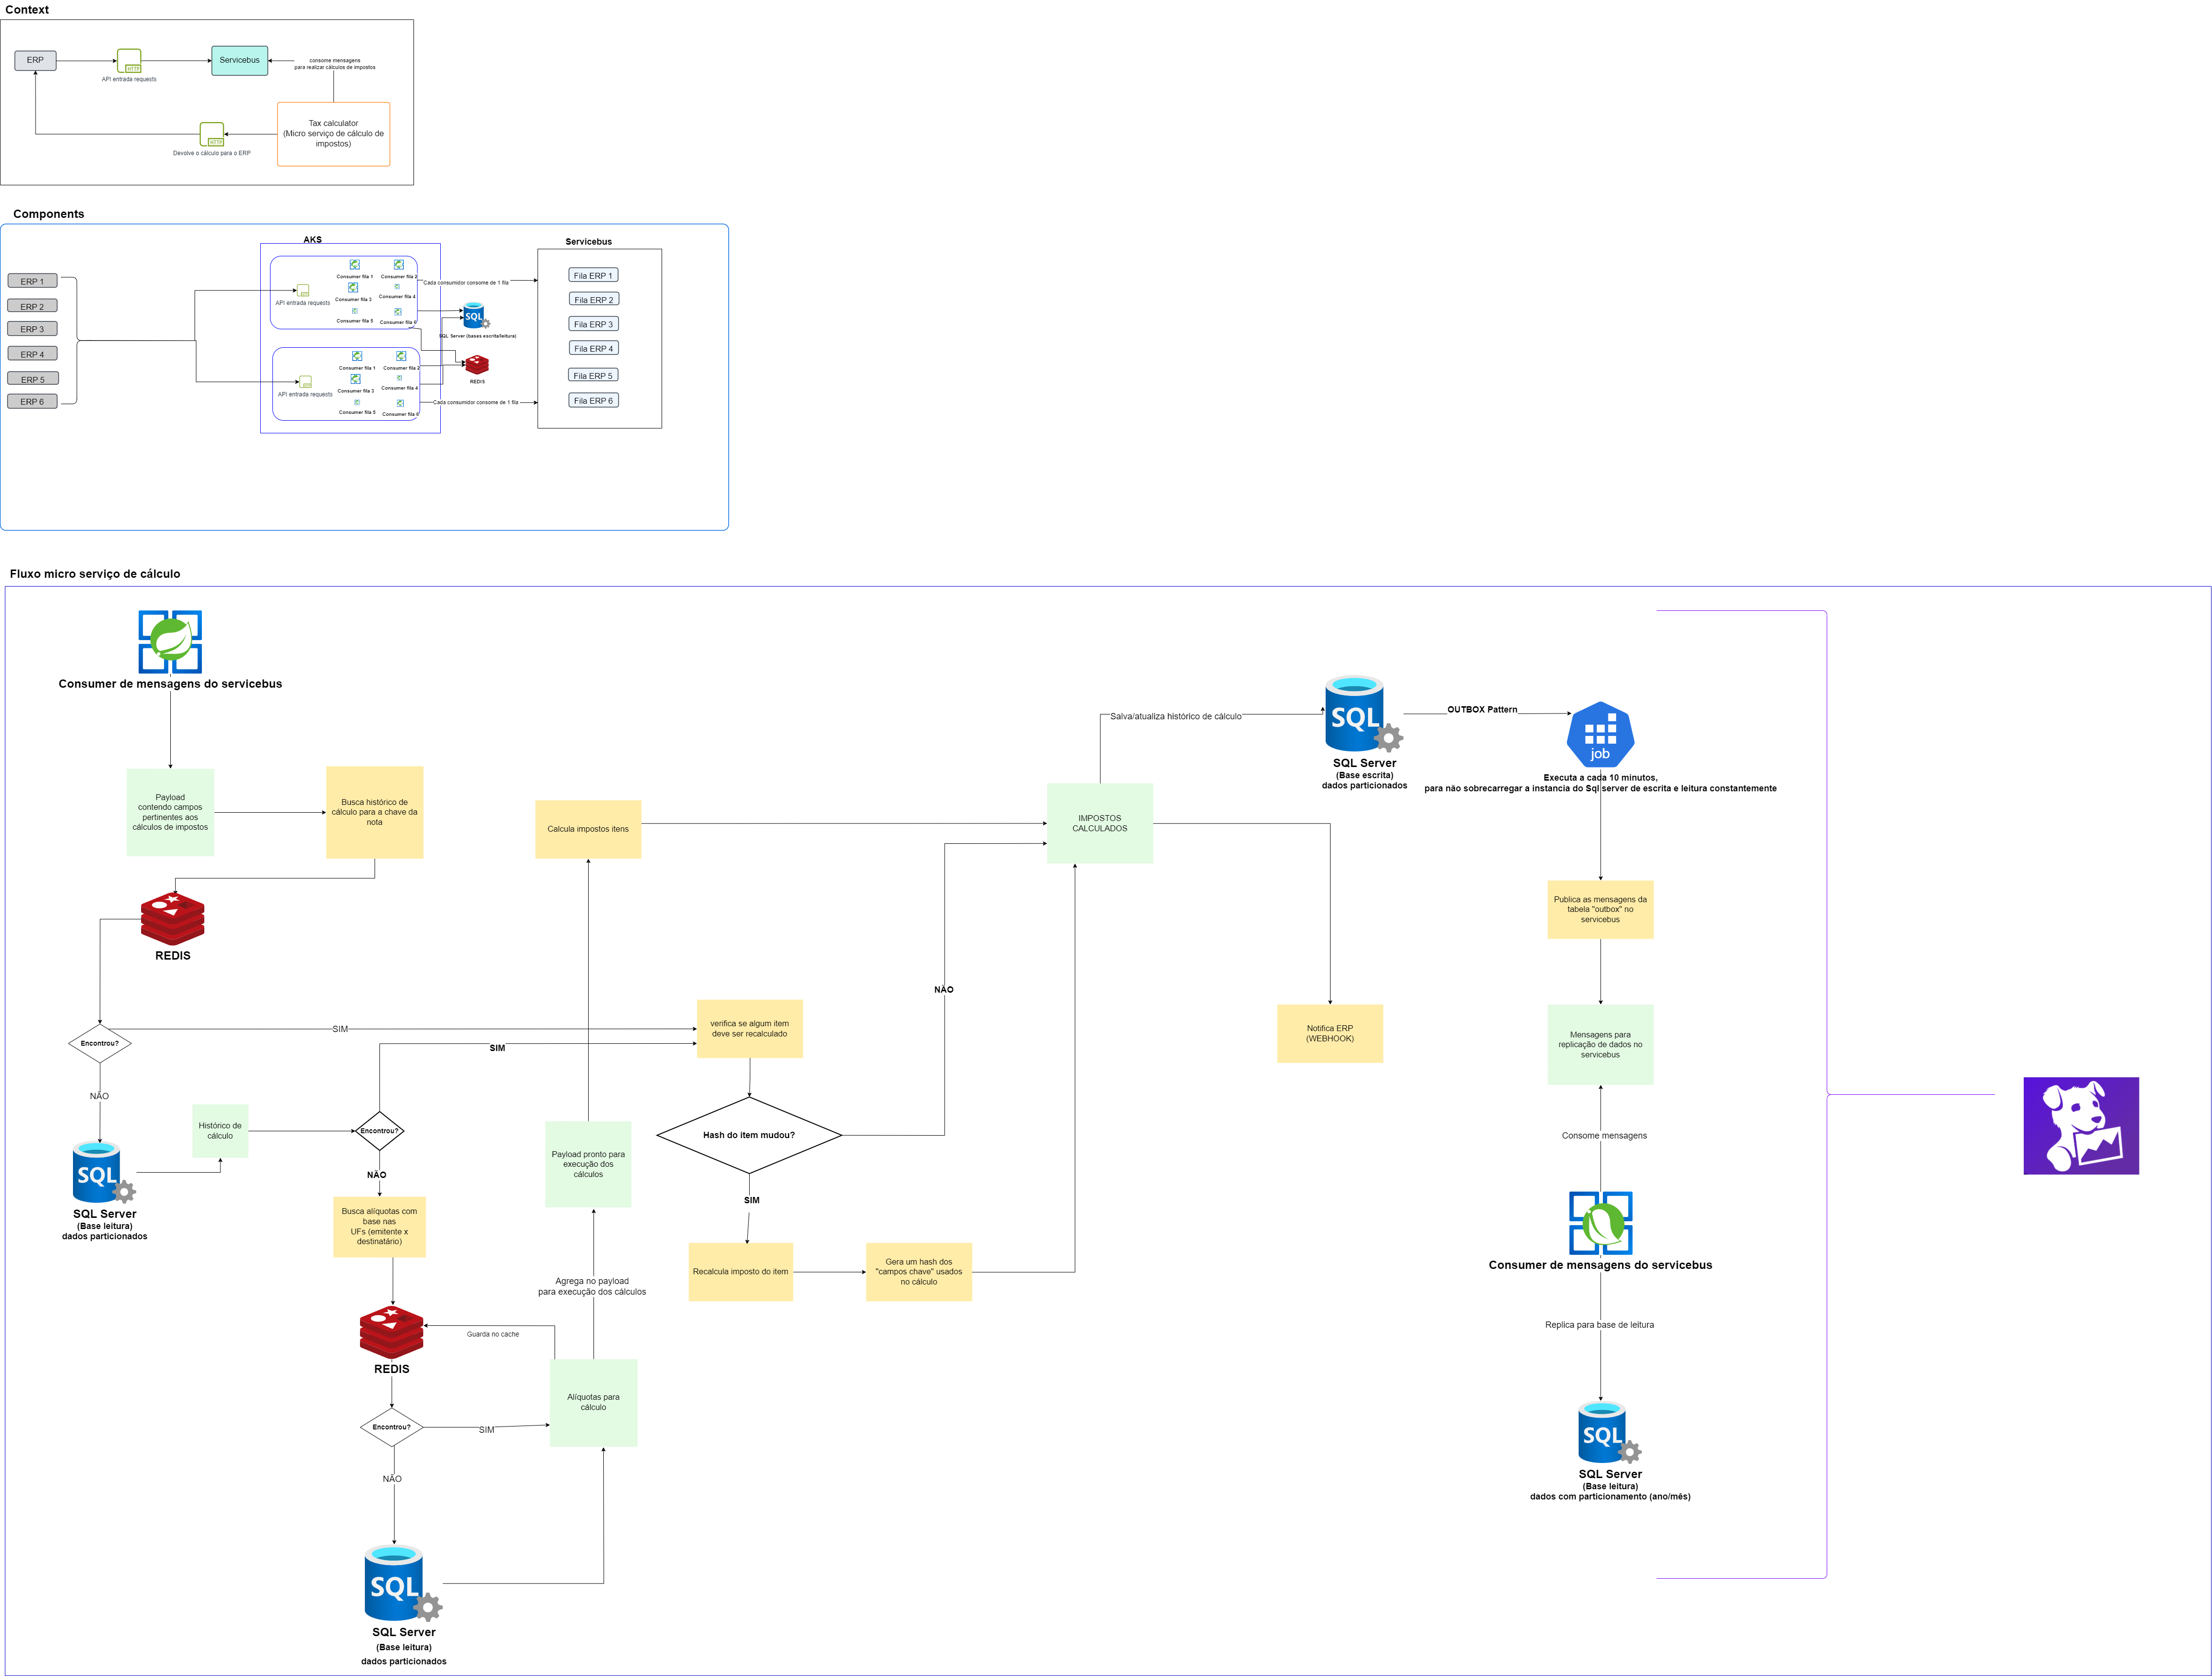 Context
ERP
HTTP
API entrada requests
Servicebus
consome mensagens
para realizar cálculos de impostos
Tax calculator
(Micro serviço de cálculo de
impostos)
HTTP
Devolve o cálculo para o ERP
Components
AKS
Servicebus
ERP 1
ERP 2
ERP 3
ERP 4
ERP 5
ERP 6
API entrada requests
Consumer fila 1
Consumer fila 2
Consumer fila 3
Consumer fila 4
Consumer fila 5
Consumer fila 6
Cada consumidor consome de 1 fila
SQL
SQL Server (bases escrita/leitura)
REDIS
API entrada requests
Consumer fila 1
Consumer fila 2
Consumer fila 3
Consumer fila 4
Consumer fila 5
Consumer fila 6
Cada consumidor consome de 1 fila
Fila ERP 1
Fila ERP 2
Fila ERP 3
Fila ERP 4
Fila ERP 5
Fila ERP 6
Fluxo micro serviço de cálculo
Consumer de mensagens do servicebus
Payload
contendo campos
pertinentes aos
cálculos de impostos
Busca histórico de
cálculo para a chave da
nota
REDIS
Encontrou?
SIM
NÃO
SQL
SQL Server
(Base leitura)
dados particionados
Histórico de
cálculo
Encontrou?
SIM
NÃO
Busca alíquotas com
base nas
UFs (emitente x
destinatário)
REDIS
Guarda no cache
Encontrou?
SIM
NÃO
SQL
SQL Server
(Base leitura)
dados particionados
Alíquotas para
cálculo
Agrega no payload
para execução dos cálculos
Payload pronto para
execução dos
cálculos
Calcula impostos itens
verifica se algum item
deve ser recalculado
Hash do item mudou?
NÃO
SIM
Recalcula imposto do item
Gera um hash dos
"campos chave" usados
no cálculo
IMPOSTOS
CALCULADOS
Salva/atualiza histórico de cálculo
Notifica ERP
(WEBHOOK)
SQL
SQL Server
(Base escrita)
dados particionados
OUTBOX Pattern
job
Executa a cada 10 minutos,
para não sobrecarregar a instancia do Sql server de escrita e leitura constantemente
Publica as mensagens da
tabela "outbox" no
servicebus
Mensagens para
replicação de dados no
servicebus
Consome mensagens
Consumer de mensagens do servicebus
Replica para base de leitura
SQL
SQL Server
(Base leitura)
dados com particionamento (ano/mês)